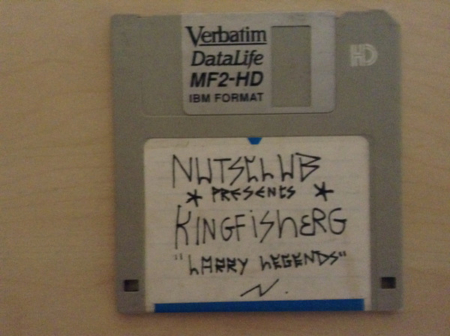 Verbatim
DataLife
MF2-HD
IBM FORMAT
HD
NUTSCLUB
* PRESENTS *
KINGFISHERG
"LARRY LEGENDS"
N.